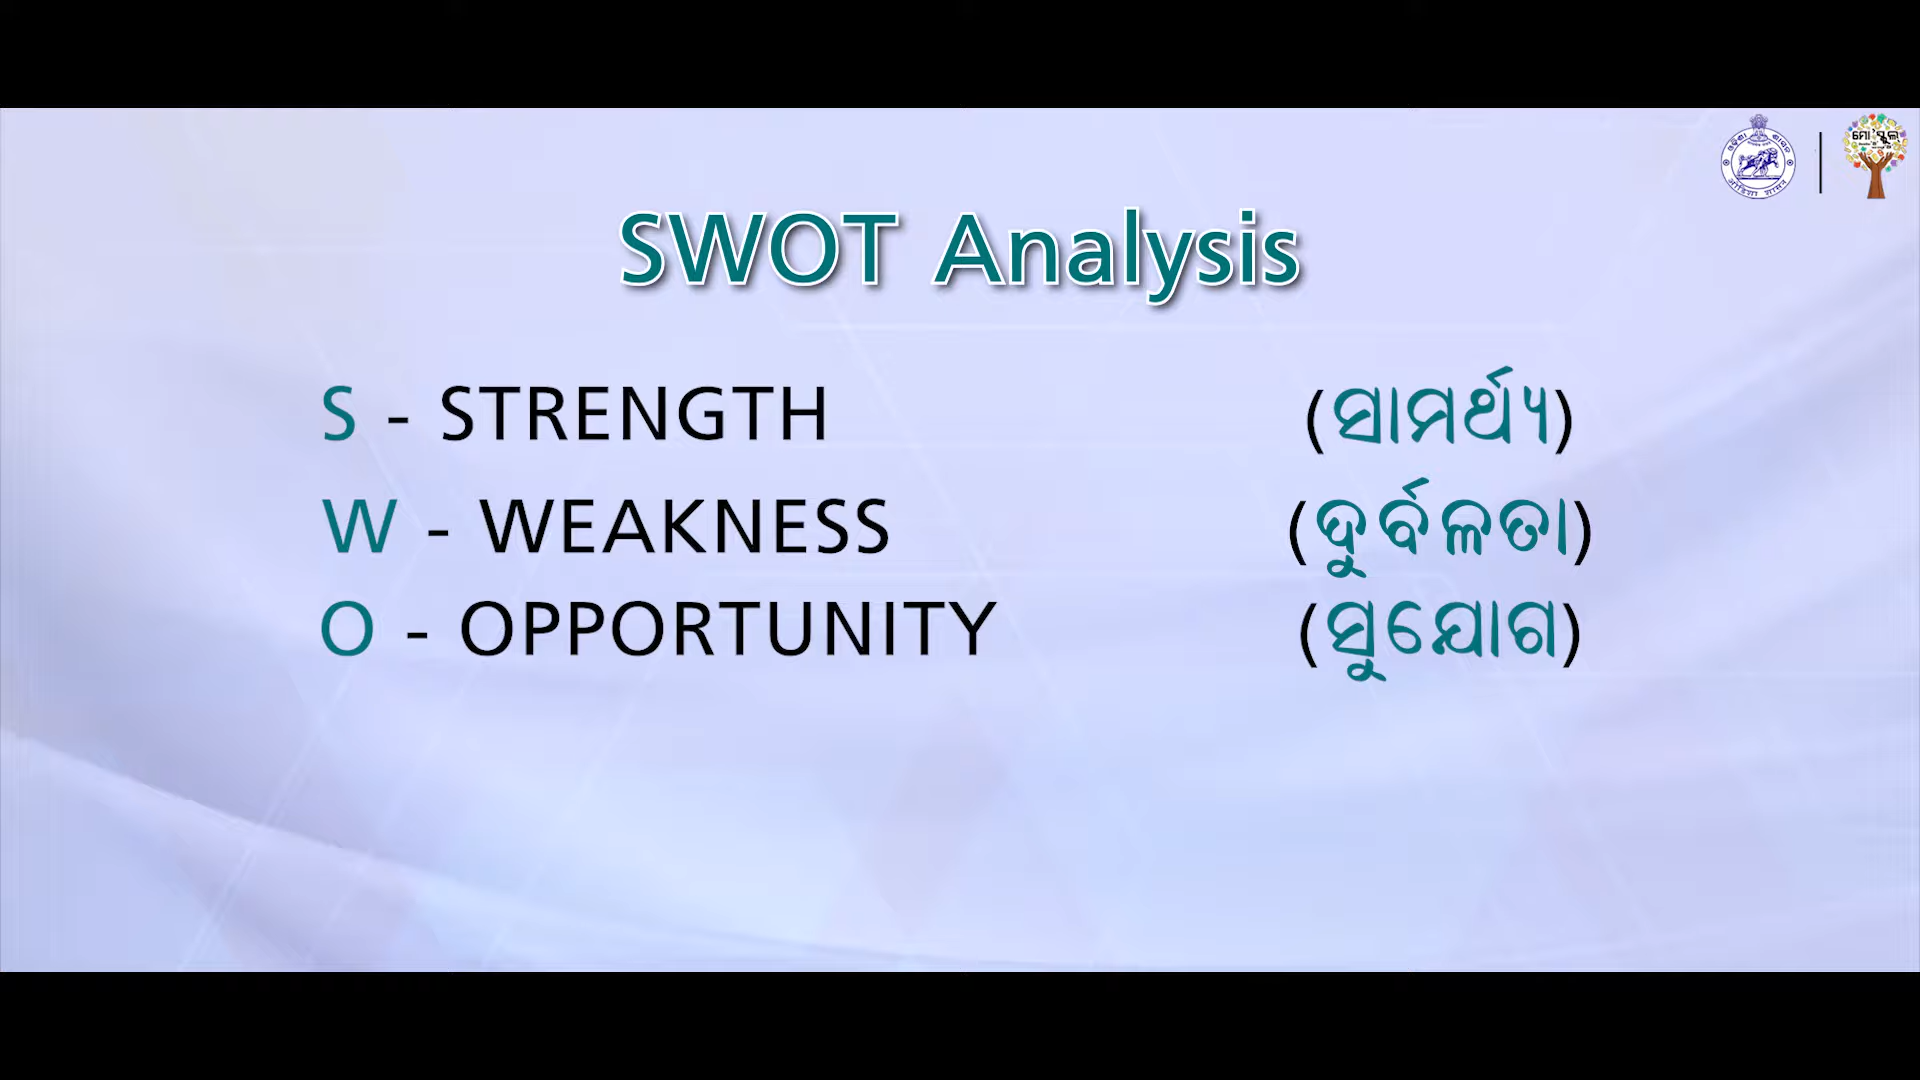 ମୋ ସ୍କୁଲ
SWOT Analysis
S - STRENGTH (ସାମର୍ଥ୍ୟ)
W - WEAKNESS (ଦୁର୍ବଳତା)
O - OPPORTUNITY (ସୁଯୋଗ)